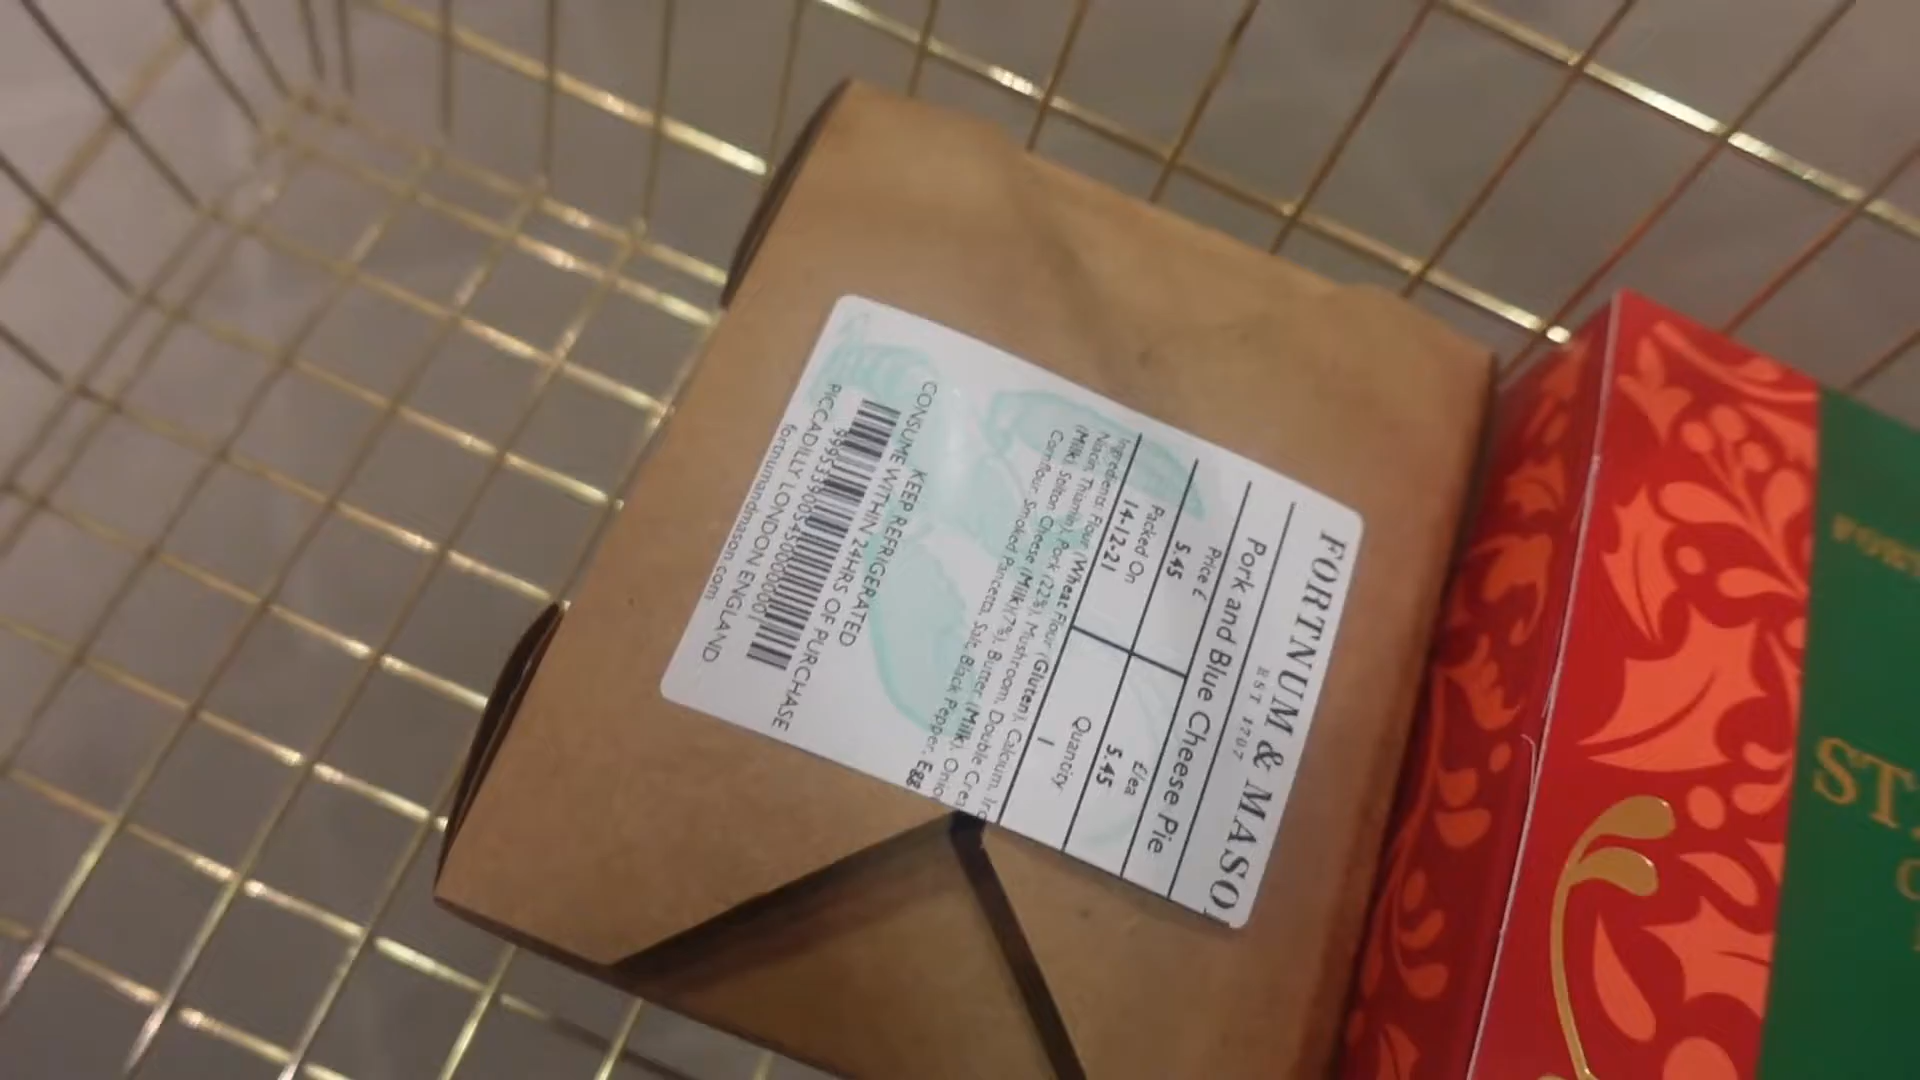 FORTNUM & MASO
EST 1707
Pork and Blue Cheese Pie
Price £
£/ea
5.45
5.45
Packed On
Quantity
14-12-21
1
Ingredients: Flour (Wheat Flour (Gluten), Calcium, Iro
Niacin, Thiamin), Pork (22%), Mushroom, Double Crea
(Milk), Stilton Cheese (Milk)(7%), Butter (Milk), Onio
Cornflour, Smoked Pancetta, Salt, Black Pepper, Egg
KEEP REFRIGERATED
CONSUME WITHIN 24HRS OF PURCHASE
PICCADILLY LONDON ENGLAND
fortnumandmason.com
ST